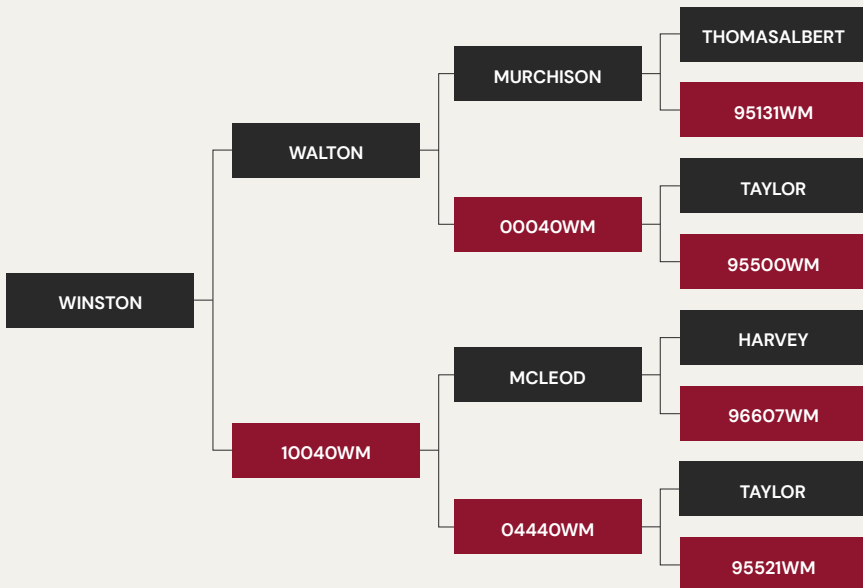 THOMASALBERT
MURCHISON
95131WM
WALTON
TAYLOR
00040WM
95500WM
WINSTON
HARVEY
MCLEOD
96607WM
10040WM
TAYLOR
04440WM
95521WM